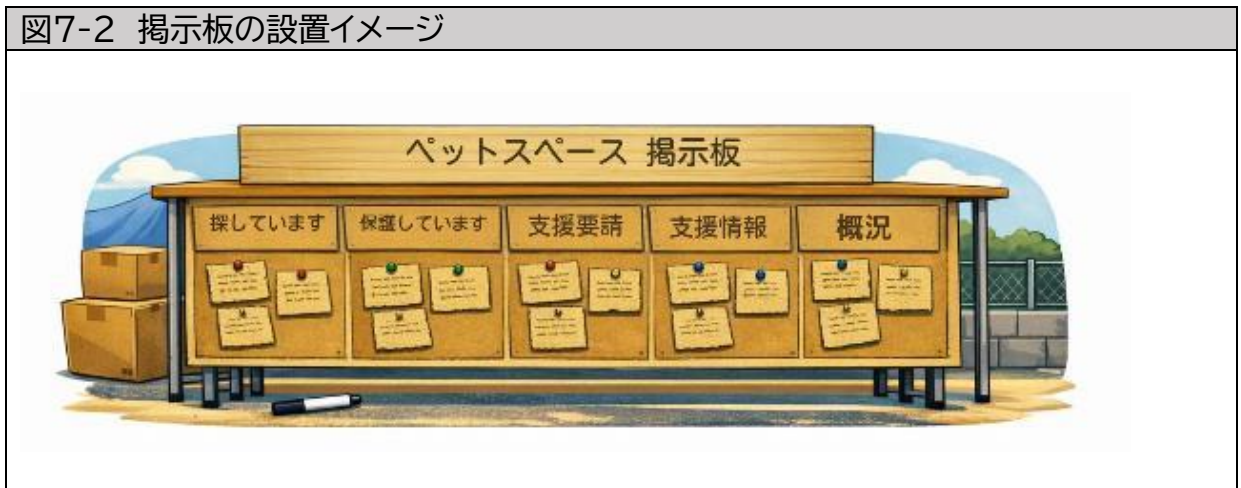 図7-2 掲示板の設置イメージ
ペットスペース 掲示板
探しています
保護しています
支援要請
支援情報
概況